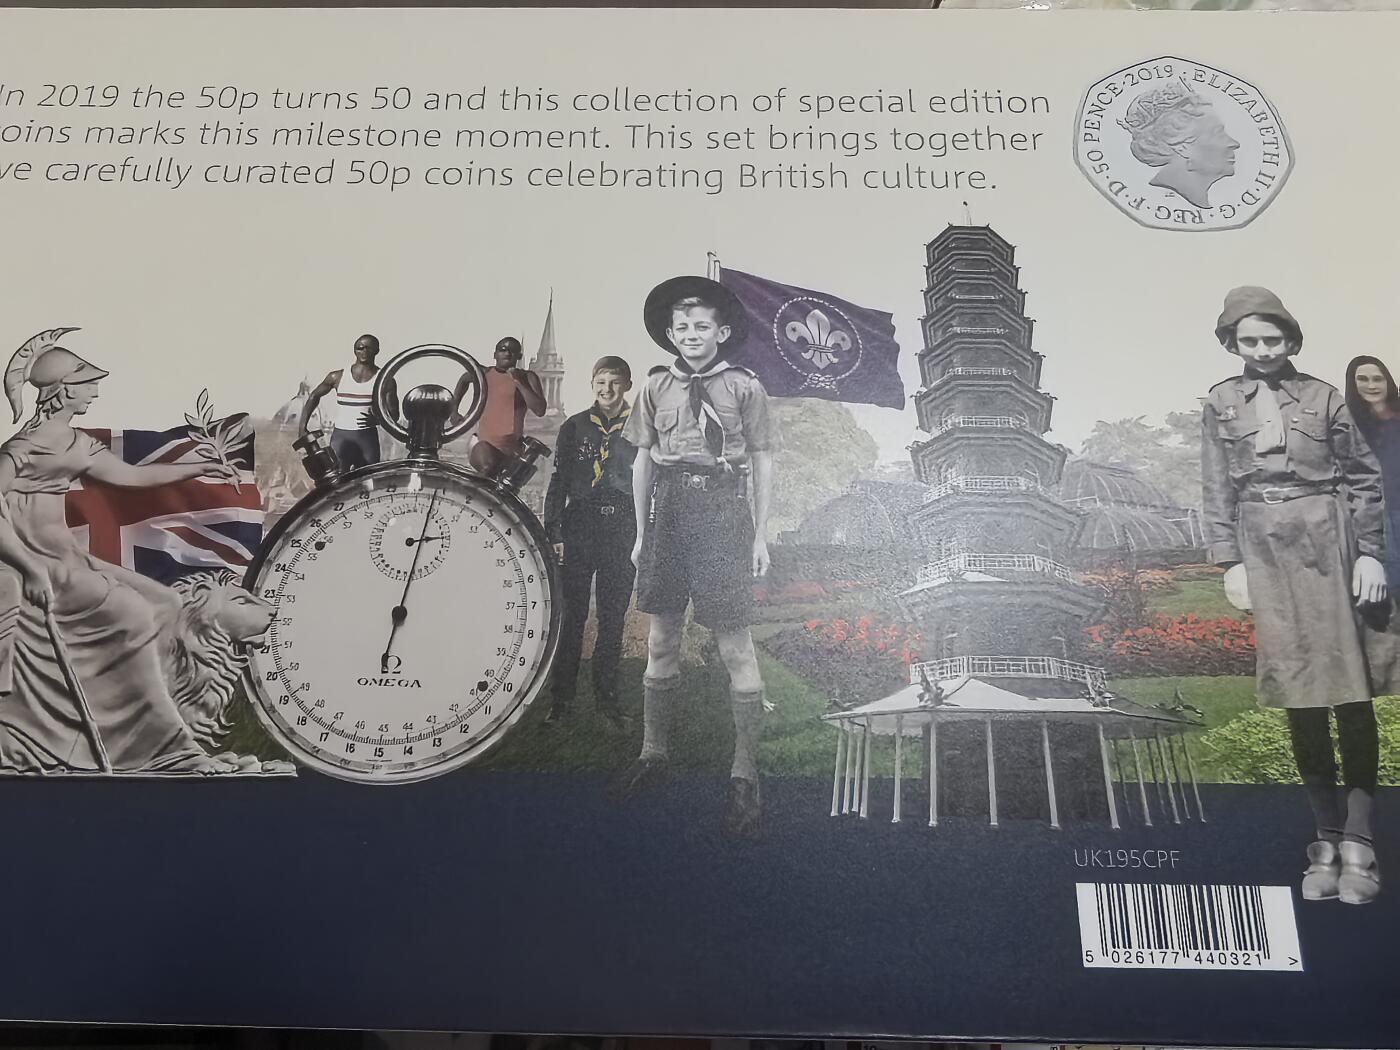 In 2019 the 50p turns 50 and this collection of special edition
oins marks this milestone moment. This set brings together
ve carefully curated 50p coins celebrating British culture.
50 PENCE·2019·ELIZABETH II·D·G·REG·F·D·
OMEGA
UK195CPF
5 026177 440321 >